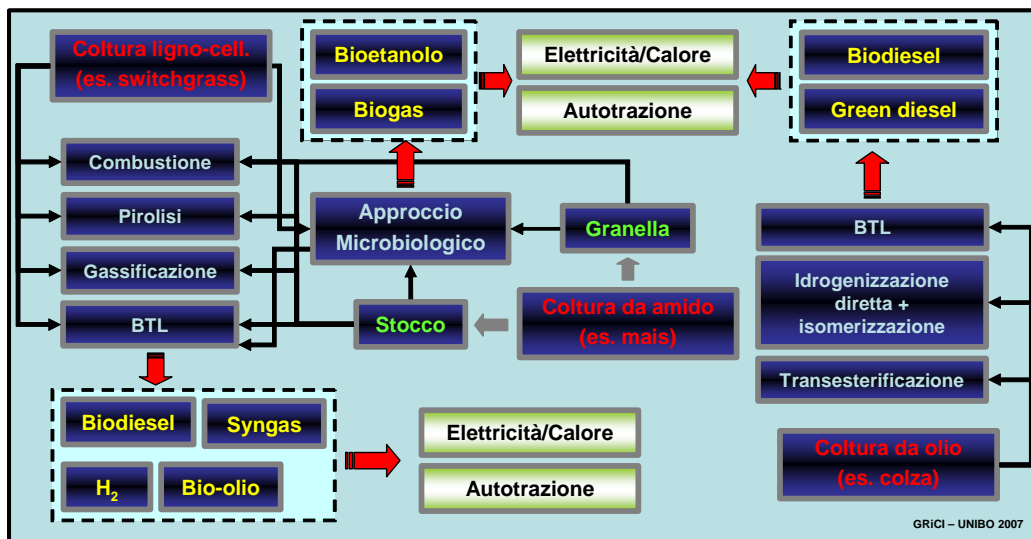 Coltura ligno-cell.
(es. switchgrass)
Bioetanolo
Biogas
Elettricità/Calore
Autotrazione
Biodiesel
Green diesel
Combustione
Pirolisi
Gassificazione
BTL
Approccio
Microbiologico
Granella
Stocco
Coltura da amido
(es. mais)
BTL
Idrogenizzazione
diretta +
isomerizzazione
Transesterificazione
Coltura da olio
(es. colza)
Biodiesel
Syngas
H2
Bio-olio
Elettricità/Calore
Autotrazione
GRiCI – UNIBO 2007